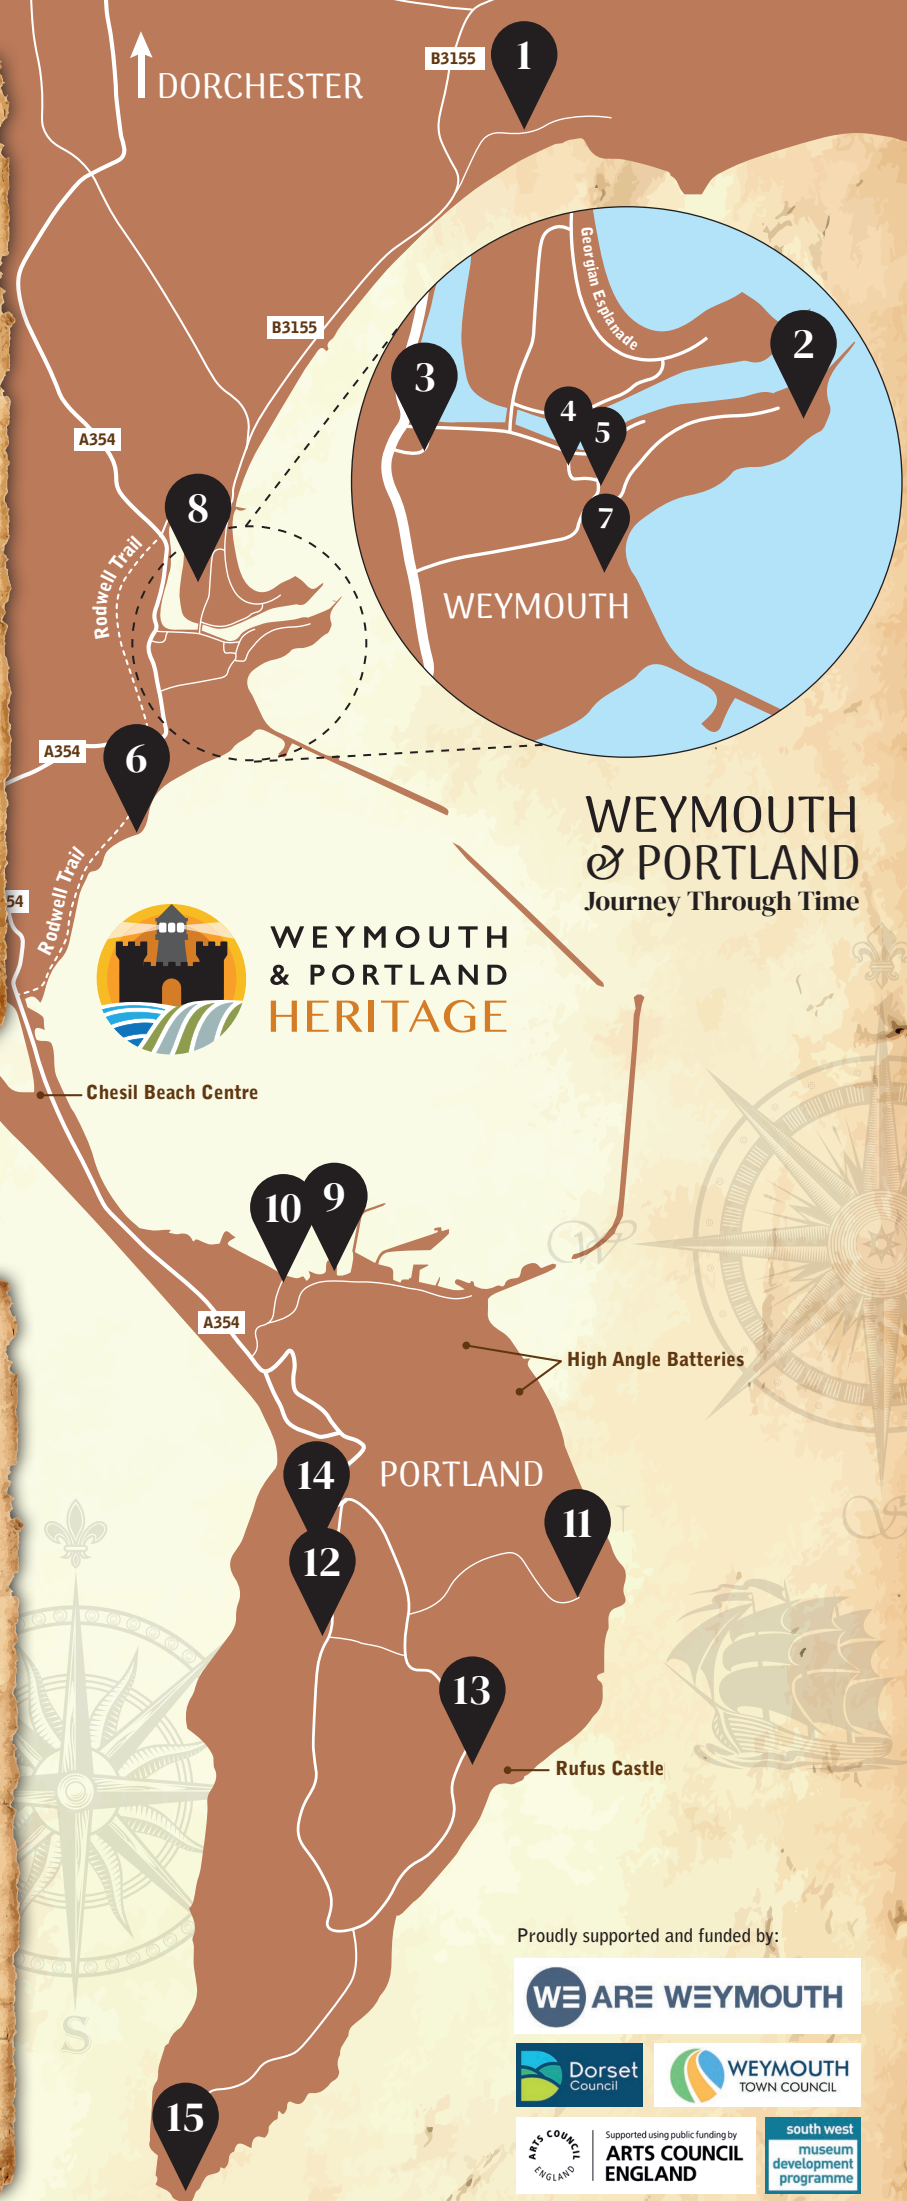 B3155
1
DORCHESTER
Georgian Esplanade
B3155
2
3
4
5
A354
8
7
Rodwell Trail
WEYMOUTH
A354
6
WEYMOUTH
& PORTLAND
Journey Through Time
54
Rodwell Trail
WEYMOUTH
& PORTLAND
HERITAGE
Chesil Beach Centre
10
9
W
A354
High Angle Batteries
14
PORTLAND
11
S
12
13
Rufus Castle
Proudly supported and funded by:
WE ARE WEYMOUTH
S
Dorset
Council
WEYMOUTH
TOWN COUNCIL
15
ARTS COUNCIL
ENGLAND
Supported using public funding by
ARTS COUNCIL
ENGLAND
south west
museum
development
programme